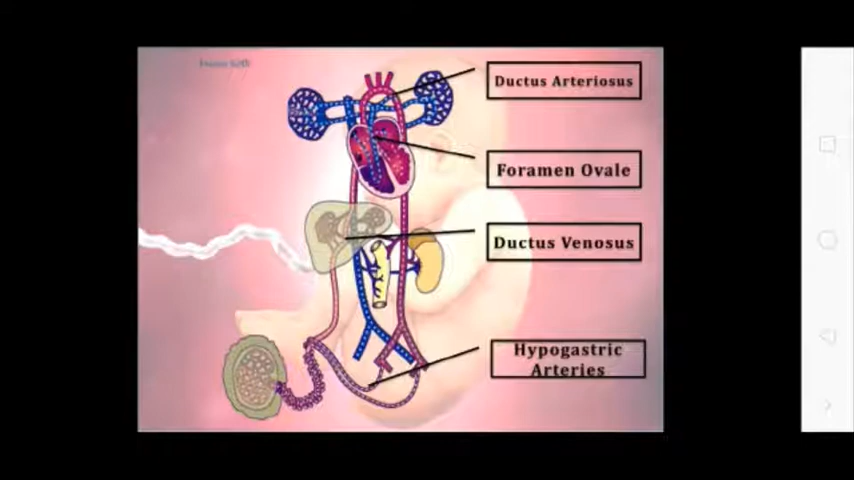 Ductus Arteriosus
Foramen Ovale
Ductus Venosus
Hypogastric
Arteries